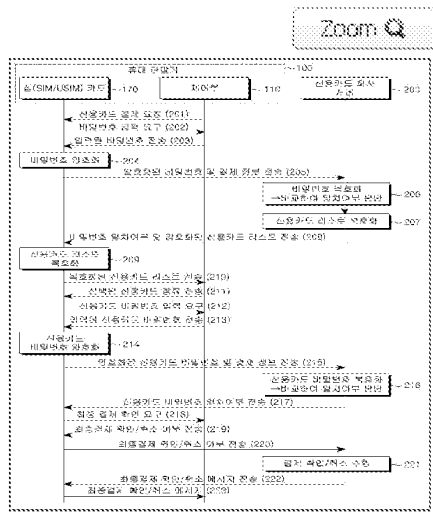 Zoom
휴대 단말기
100
심(SIM/USIM) 카드
170
제어부
110
신용카드 회사 서버
200
신용카드 결제 요청 (201)
비밀번호 입력 요구 (202)
입력된 비밀번호 전송 (203)
비밀번호 암호화
204
암호화된 비밀번호 및 결제 정보 전송 (205)
비밀번호 복호화
→비교하여 일치여부 판단
206
신용카드 리스트 암호화
207
비밀번호 일치여부 및 암호화된 신용카드 리스트 전송 (208)
신용카드 리스트 복호화
209
복호화된 신용카드 리스트 전송 (210)
선택된 신용카드 정보 전송 (211)
신용카드 비밀번호 입력 요구 (212)
입력된 신용카드 비밀번호 전송 (213)
신용카드 비밀번호 암호화
214
암호화된 신용카드 비밀번호 및 결제 정보 전송 (215)
신용카드 비밀번호 복호화
→비교하여 일치여부 판단
216
신용카드 비밀번호 일치여부 전송 (217)
최종 결제 확인 요구 (218)
최종결제 확인/취소 여부 전송 (219)
최종결제 확인/취소 여부 전송 (220)
결제 확인/취소 수행
221
최종결제 확인/취소 메시지 전송 (222)
최종결제 확인/취소 메시지 (223)